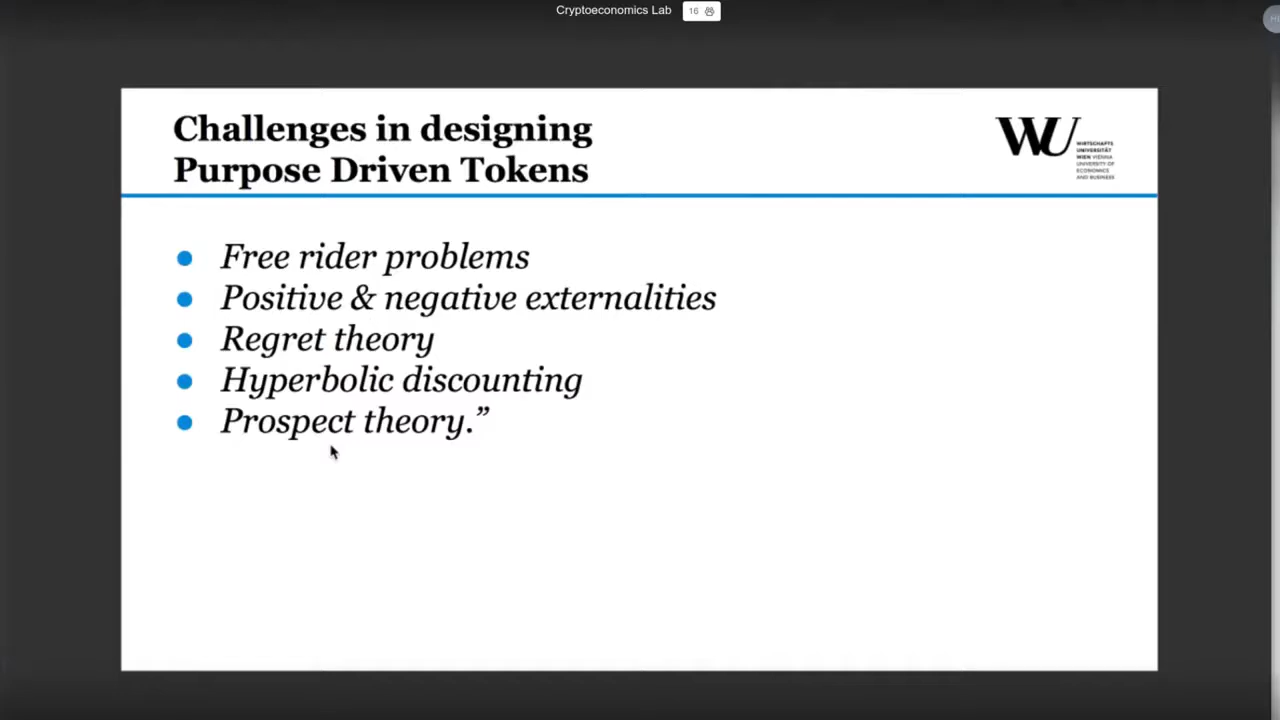 Cryptoeconomics Lab 16
Challenges in designing
Purpose Driven Tokens
WU
WIRTSCHAFTS
UNIVERSITÄT
WIEN VIENNA
UNIVERSITY OF
ECONOMICS
AND BUSINESS
Free rider problems
Positive & negative externalities
Regret theory
Hyperbolic discounting
Prospect theory.”